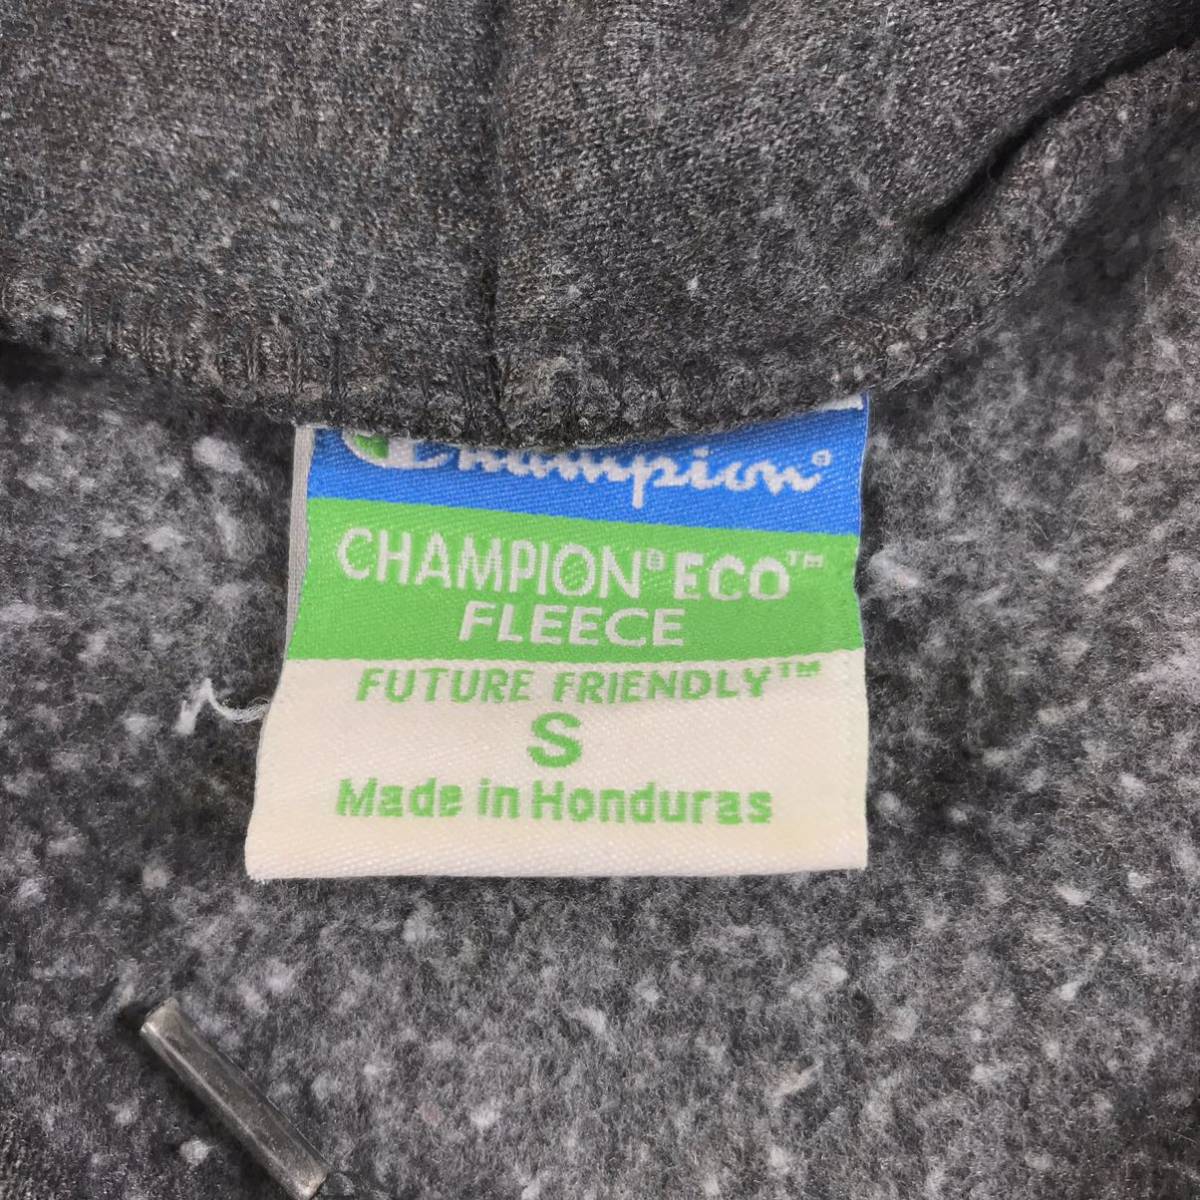 Champion®
CHAMPION® ECO™
FLEECE
FUTURE FRIENDLY™
S
Made in Honduras